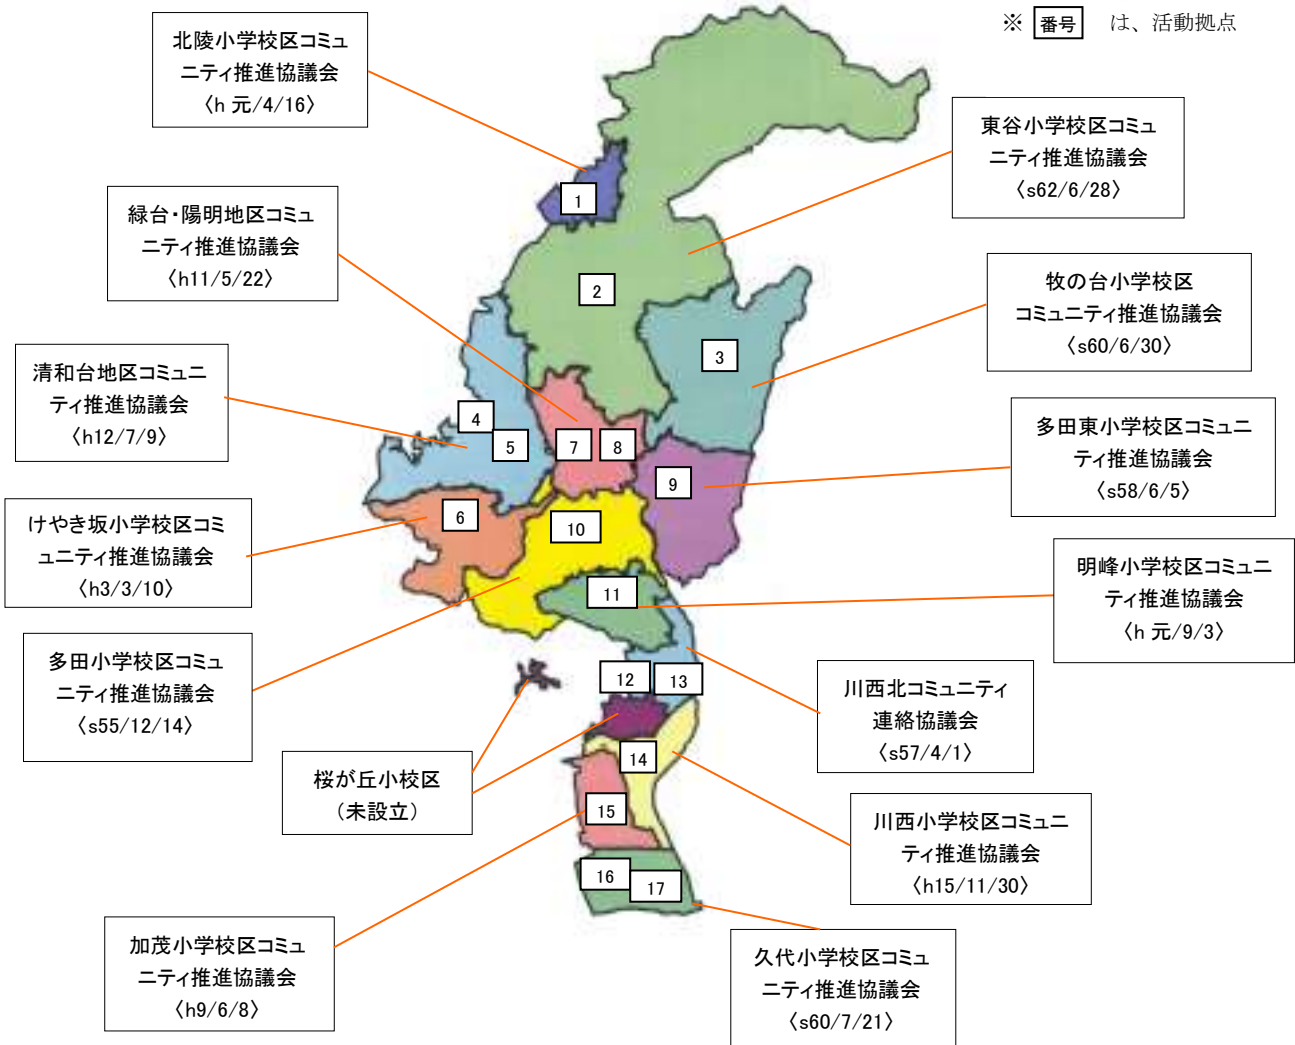 ※ 番号 は、活動拠点
北陵小学校区コミュ
ニティ推進協議会
〈h 元/4/16〉
東谷小学校区コミュ
ニティ推進協議会
〈s62/6/28〉
緑台・陽明地区コミュ
ニティ推進協議会
〈h11/5/22〉
牧の台小学校区
コミュニティ推進協議会
〈s60/6/30〉
清和台地区コミュニ
ティ推進協議会
〈h12/7/9〉
多田東小学校区コミュニ
ティ推進協議会
〈s58/6/5〉
けやき坂小学校区コミ
ュニティ推進協議会
〈h3/3/10〉
明峰小学校区コミュニ
ティ推進協議会
〈h 元/9/3〉
多田小学校区コミュ
ニティ推進協議会
〈s55/12/14〉
川西北コミュニティ
連絡協議会
〈s57/4/1〉
桜が丘小校区
（未設立）
川西小学校区コミュニ
ティ推進協議会
〈h15/11/30〉
加茂小学校区コミュ
ニティ推進協議会
〈h9/6/8〉
久代小学校区コミュ
ニティ推進協議会
〈s60/7/21〉
1
2
3
4
5
6
7
8
9
10
11
12
13
14
15
16
17